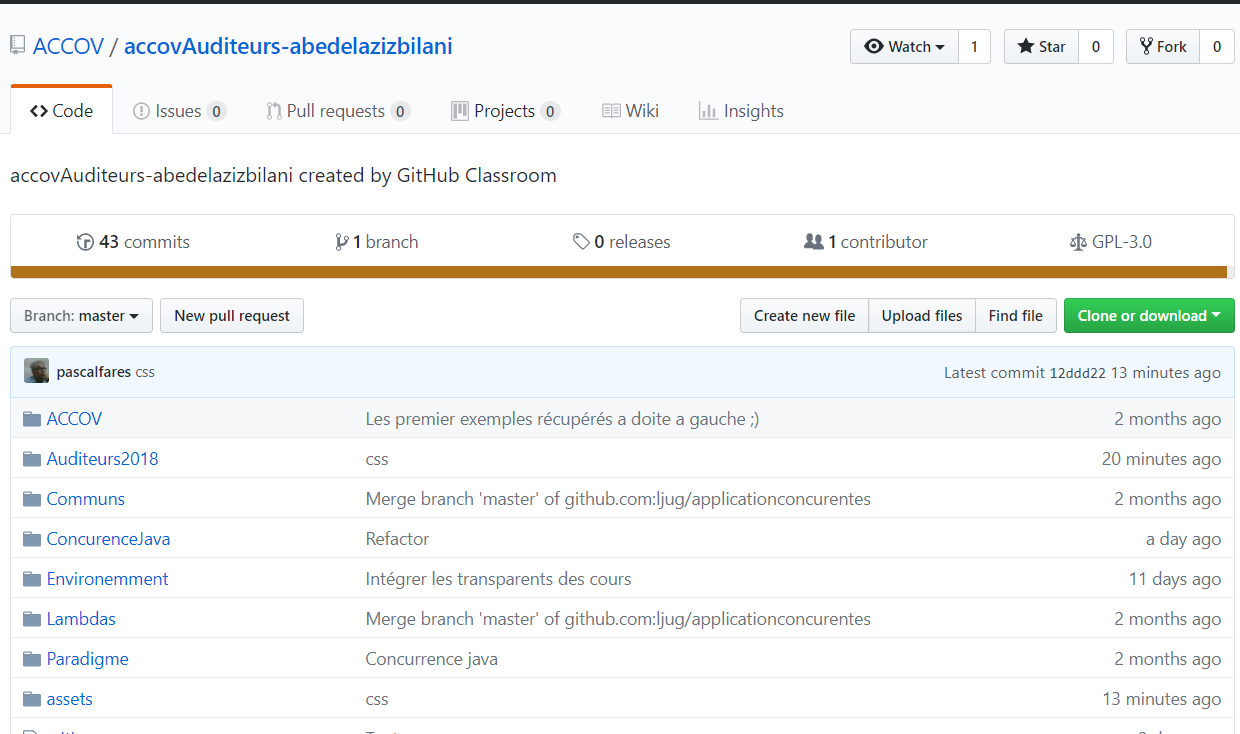 ACCOV / accovAuditeurs-abedelazizbilani
Watch 1 Star 0 Fork 0
Code Issues 0 Pull requests 0 Projects 0 Wiki Insights
accovAuditeurs-abedelazizbilani created by GitHub Classroom
43 commits 1 branch 0 releases 1 contributor GPL-3.0
Branch: master New pull request Create new file Upload files Find file Clone or download
pascalfares css Latest commit 12ddd22 13 minutes ago
ACCOV Les premier exemples récupérés a doite a gauche ;) 2 months ago
Auditeurs2018 css 20 minutes ago
Communs Merge branch 'master' of github.com:ljug/applicationconcurentes 2 months ago
ConcurenceJava Refactor a day ago
Environemment Intégrer les transparents des cours 11 days ago
Lambdas Merge branch 'master' of github.com:ljug/applicationconcurentes 2 months ago
Paradigme Concurrence java 2 months ago
assets css 13 minutes ago